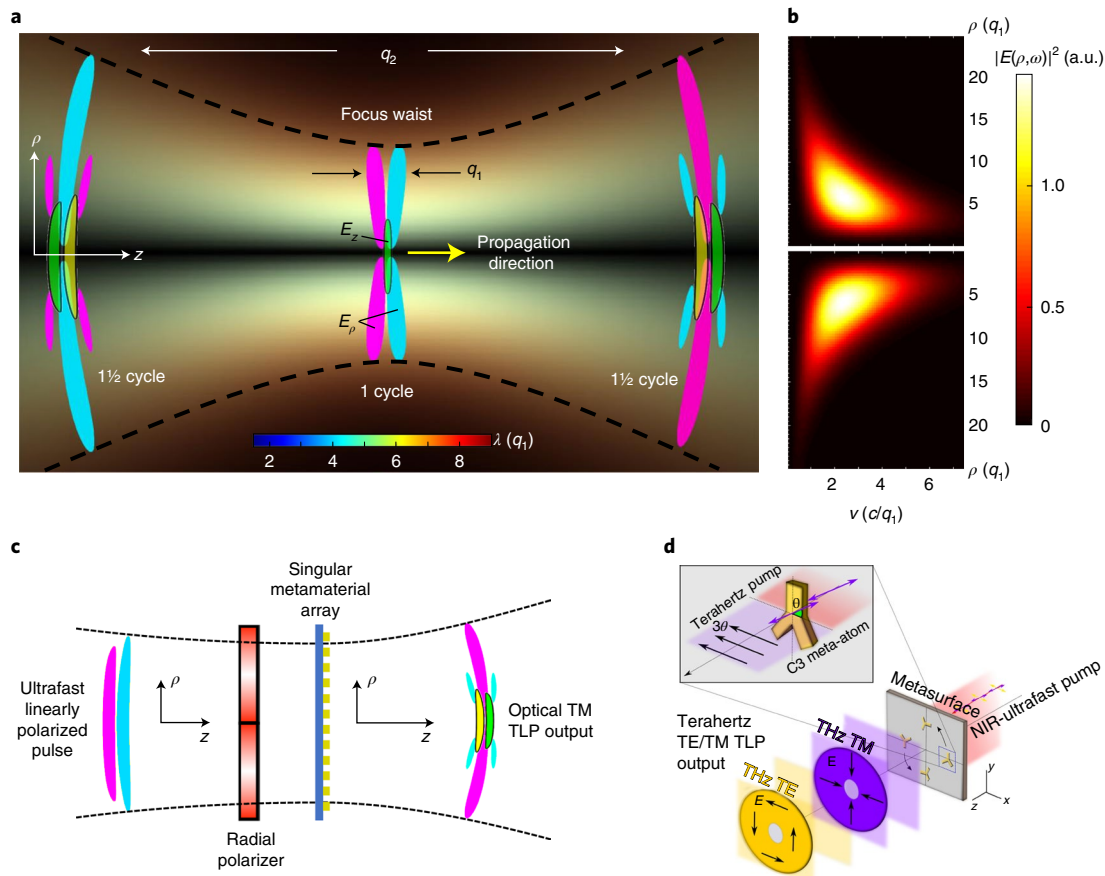 a
q₂
Focus waist
ρ
q₁
E_z
z
Propagation
direction
E_ρ
1½ cycle
1 cycle
1½ cycle
λ (q₁)
2 4 6 8
b
ρ (q₁)
|E(ρ,ω)|² (a.u.)
20
15
10
5
5
10
15
20
1.0
0.5
0
ρ (q₁)
2 4 6
ν (c/q₁)
c
Singular
metamaterial
array
Ultrafast
linearly
polarized
pulse
ρ
z
ρ
z
Optical TM
TLP output
Radial
polarizer
d
Terahertz pump
θ
3θ
C3 meta-atom
Metasurface
NIR-ultrafast pump
Terahertz
TE/TM TLP
output
THz TM
E
THz TE
E
y
z
x